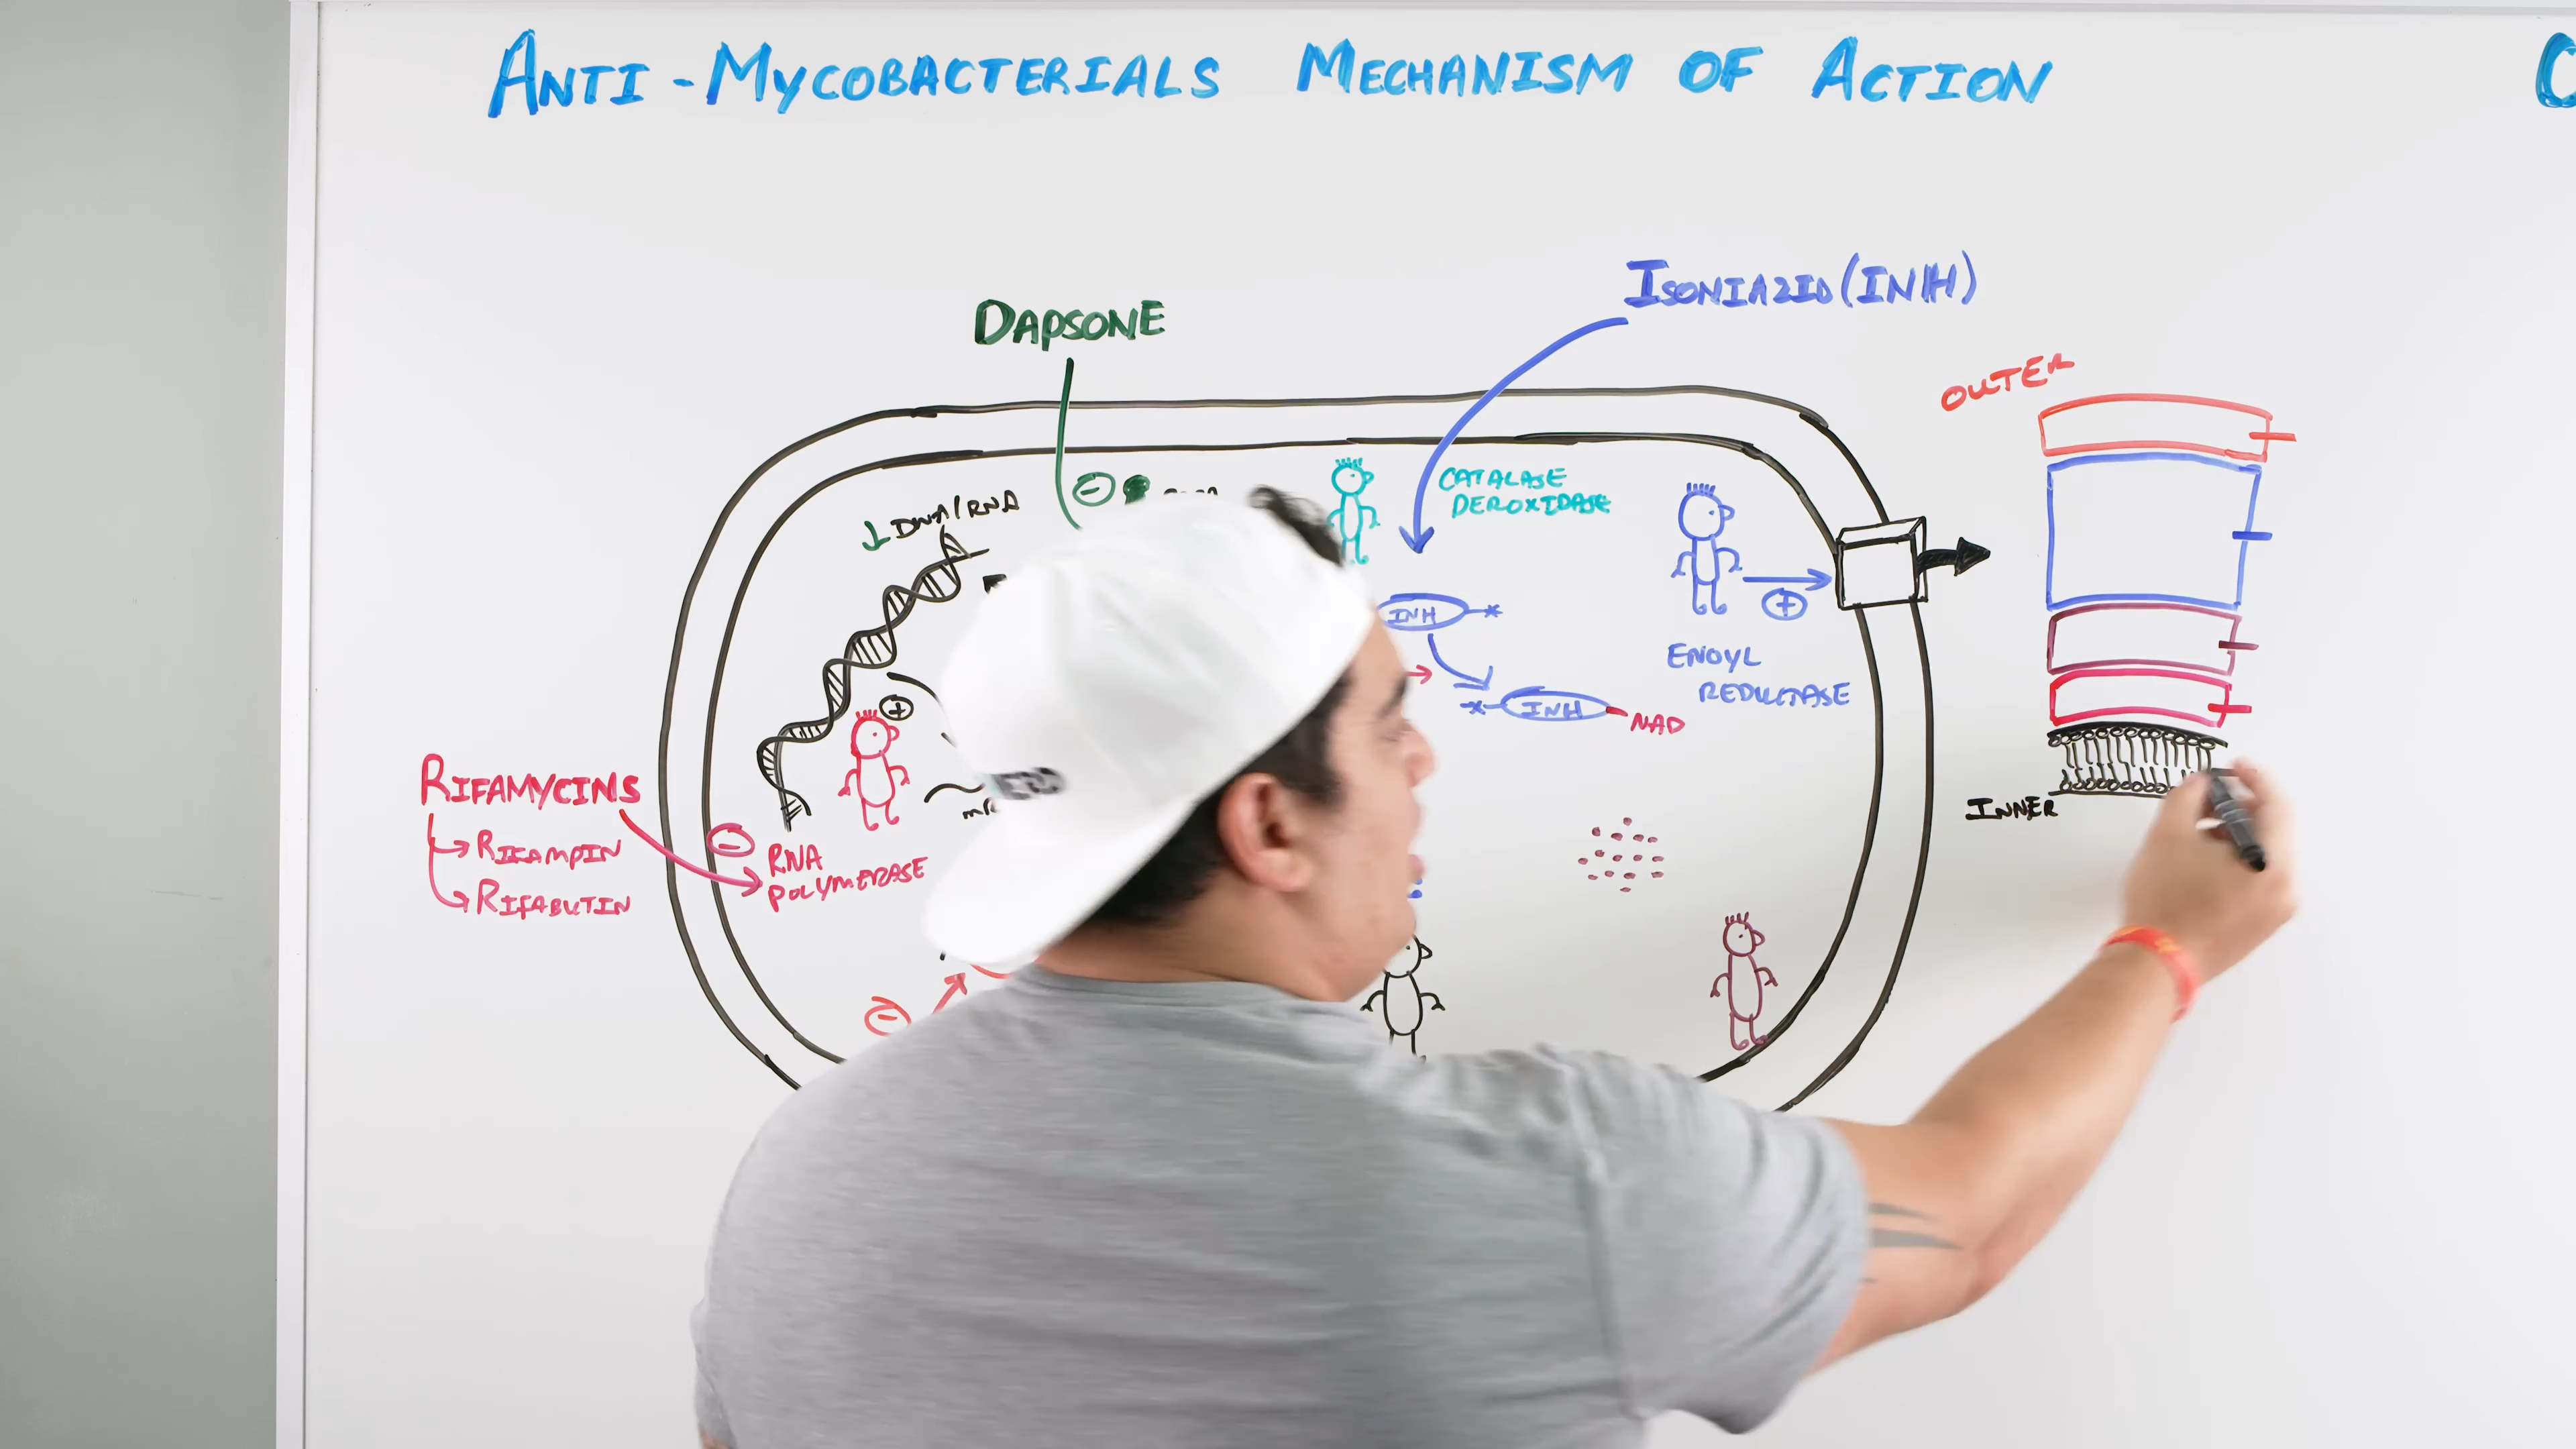 ANTI-MYCOBACTERIALS MECHANISM OF ACTION
C
ISONIAZID (INH)
DAPSONE
OUTER
CATALASE
PEROXIDASE
↓ DNA/RNA
INH
ENOYL
REDUCTASE
INH
NAD
RIFAMYCINS
INNER
RIFAMPIN
RIFABUTIN
RNA
POLYMERASE